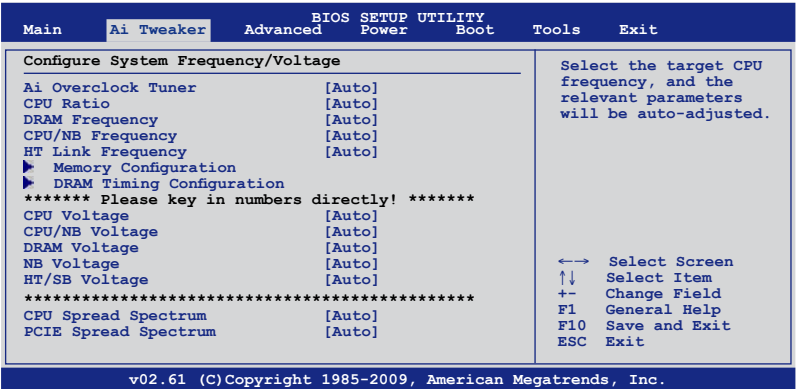 BIOS SETUP UTILITY
Main Ai Tweaker Advanced Power Boot Tools Exit
Configure System Frequency/Voltage
Ai Overclock Tuner [Auto]
CPU Ratio [Auto]
DRAM Frequency [Auto]
CPU/NB Frequency [Auto]
HT Link Frequency [Auto]
Memory Configuration
DRAM Timing Configuration
******* Please key in numbers directly! *******
CPU Voltage [Auto]
CPU/NB Voltage [Auto]
DRAM Voltage [Auto]
NB Voltage [Auto]
HT/SB Voltage [Auto]
*************************************************
CPU Spread Spectrum [Auto]
PCIE Spread Spectrum [Auto]
Select the target CPU
frequency, and the
relevant parameters
will be auto-adjusted.
←→ Select Screen
↑↓ Select Item
+- Change Field
F1 General Help
F10 Save and Exit
ESC Exit
v02.61 (C)Copyright 1985-2009, American Megatrends, Inc.